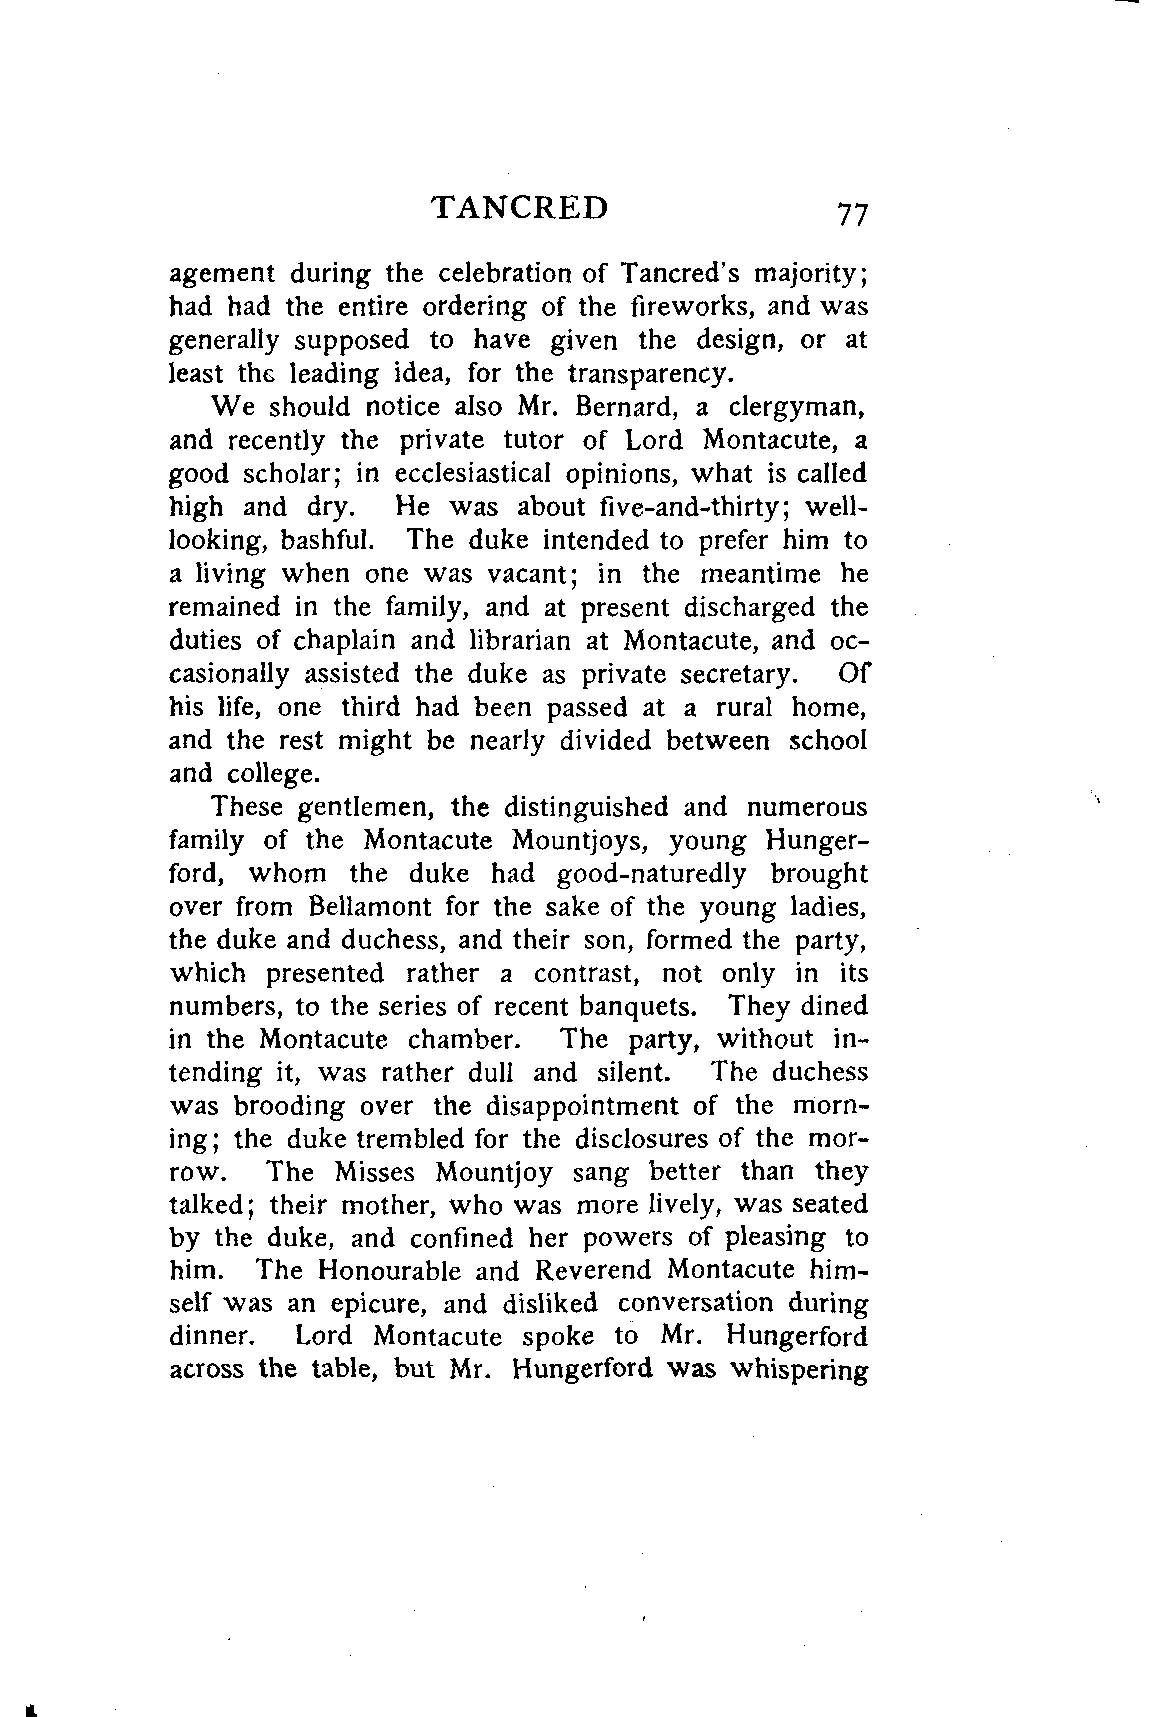 TANCRED 77
agement during the celebration of Tancred's majority;
had had the entire ordering of the fireworks, and was
generally supposed to have given the design, or at
least the leading idea, for the transparency.
We should notice also Mr. Bernard, a clergyman,
and recently the private tutor of Lord Montacute, a
good scholar; in ecclesiastical opinions, what is called
high and dry. He was about five-and-thirty; well-
looking, bashful. The duke intended to prefer him to
a living when one was vacant; in the meantime he
remained in the family, and at present discharged the
duties of chaplain and librarian at Montacute, and oc-
casionally assisted the duke as private secretary. Of
his life, one third had been passed at a rural home,
and the rest might be nearly divided between school
and college.
These gentlemen, the distinguished and numerous
family of the Montacute Mountjoys, young Hunger-
ford, whom the duke had good-naturedly brought
over from Bellamont for the sake of the young ladies,
the duke and duchess, and their son, formed the party,
which presented rather a contrast, not only in its
numbers, to the series of recent banquets. They dined
in the Montacute chamber. The party, without in-
tending it, was rather dull and silent. The duchess
was brooding over the disappointment of the morn-
ing; the duke trembled for the disclosures of the mor-
row. The Misses Mountjoy sang better than they
talked; their mother, who was more lively, was seated
by the duke, and confined her powers of pleasing to
him. The Honourable and Reverend Montacute him-
self was an epicure, and disliked conversation during
dinner. Lord Montacute spoke to Mr. Hungerford
across the table, but Mr. Hungerford was whispering